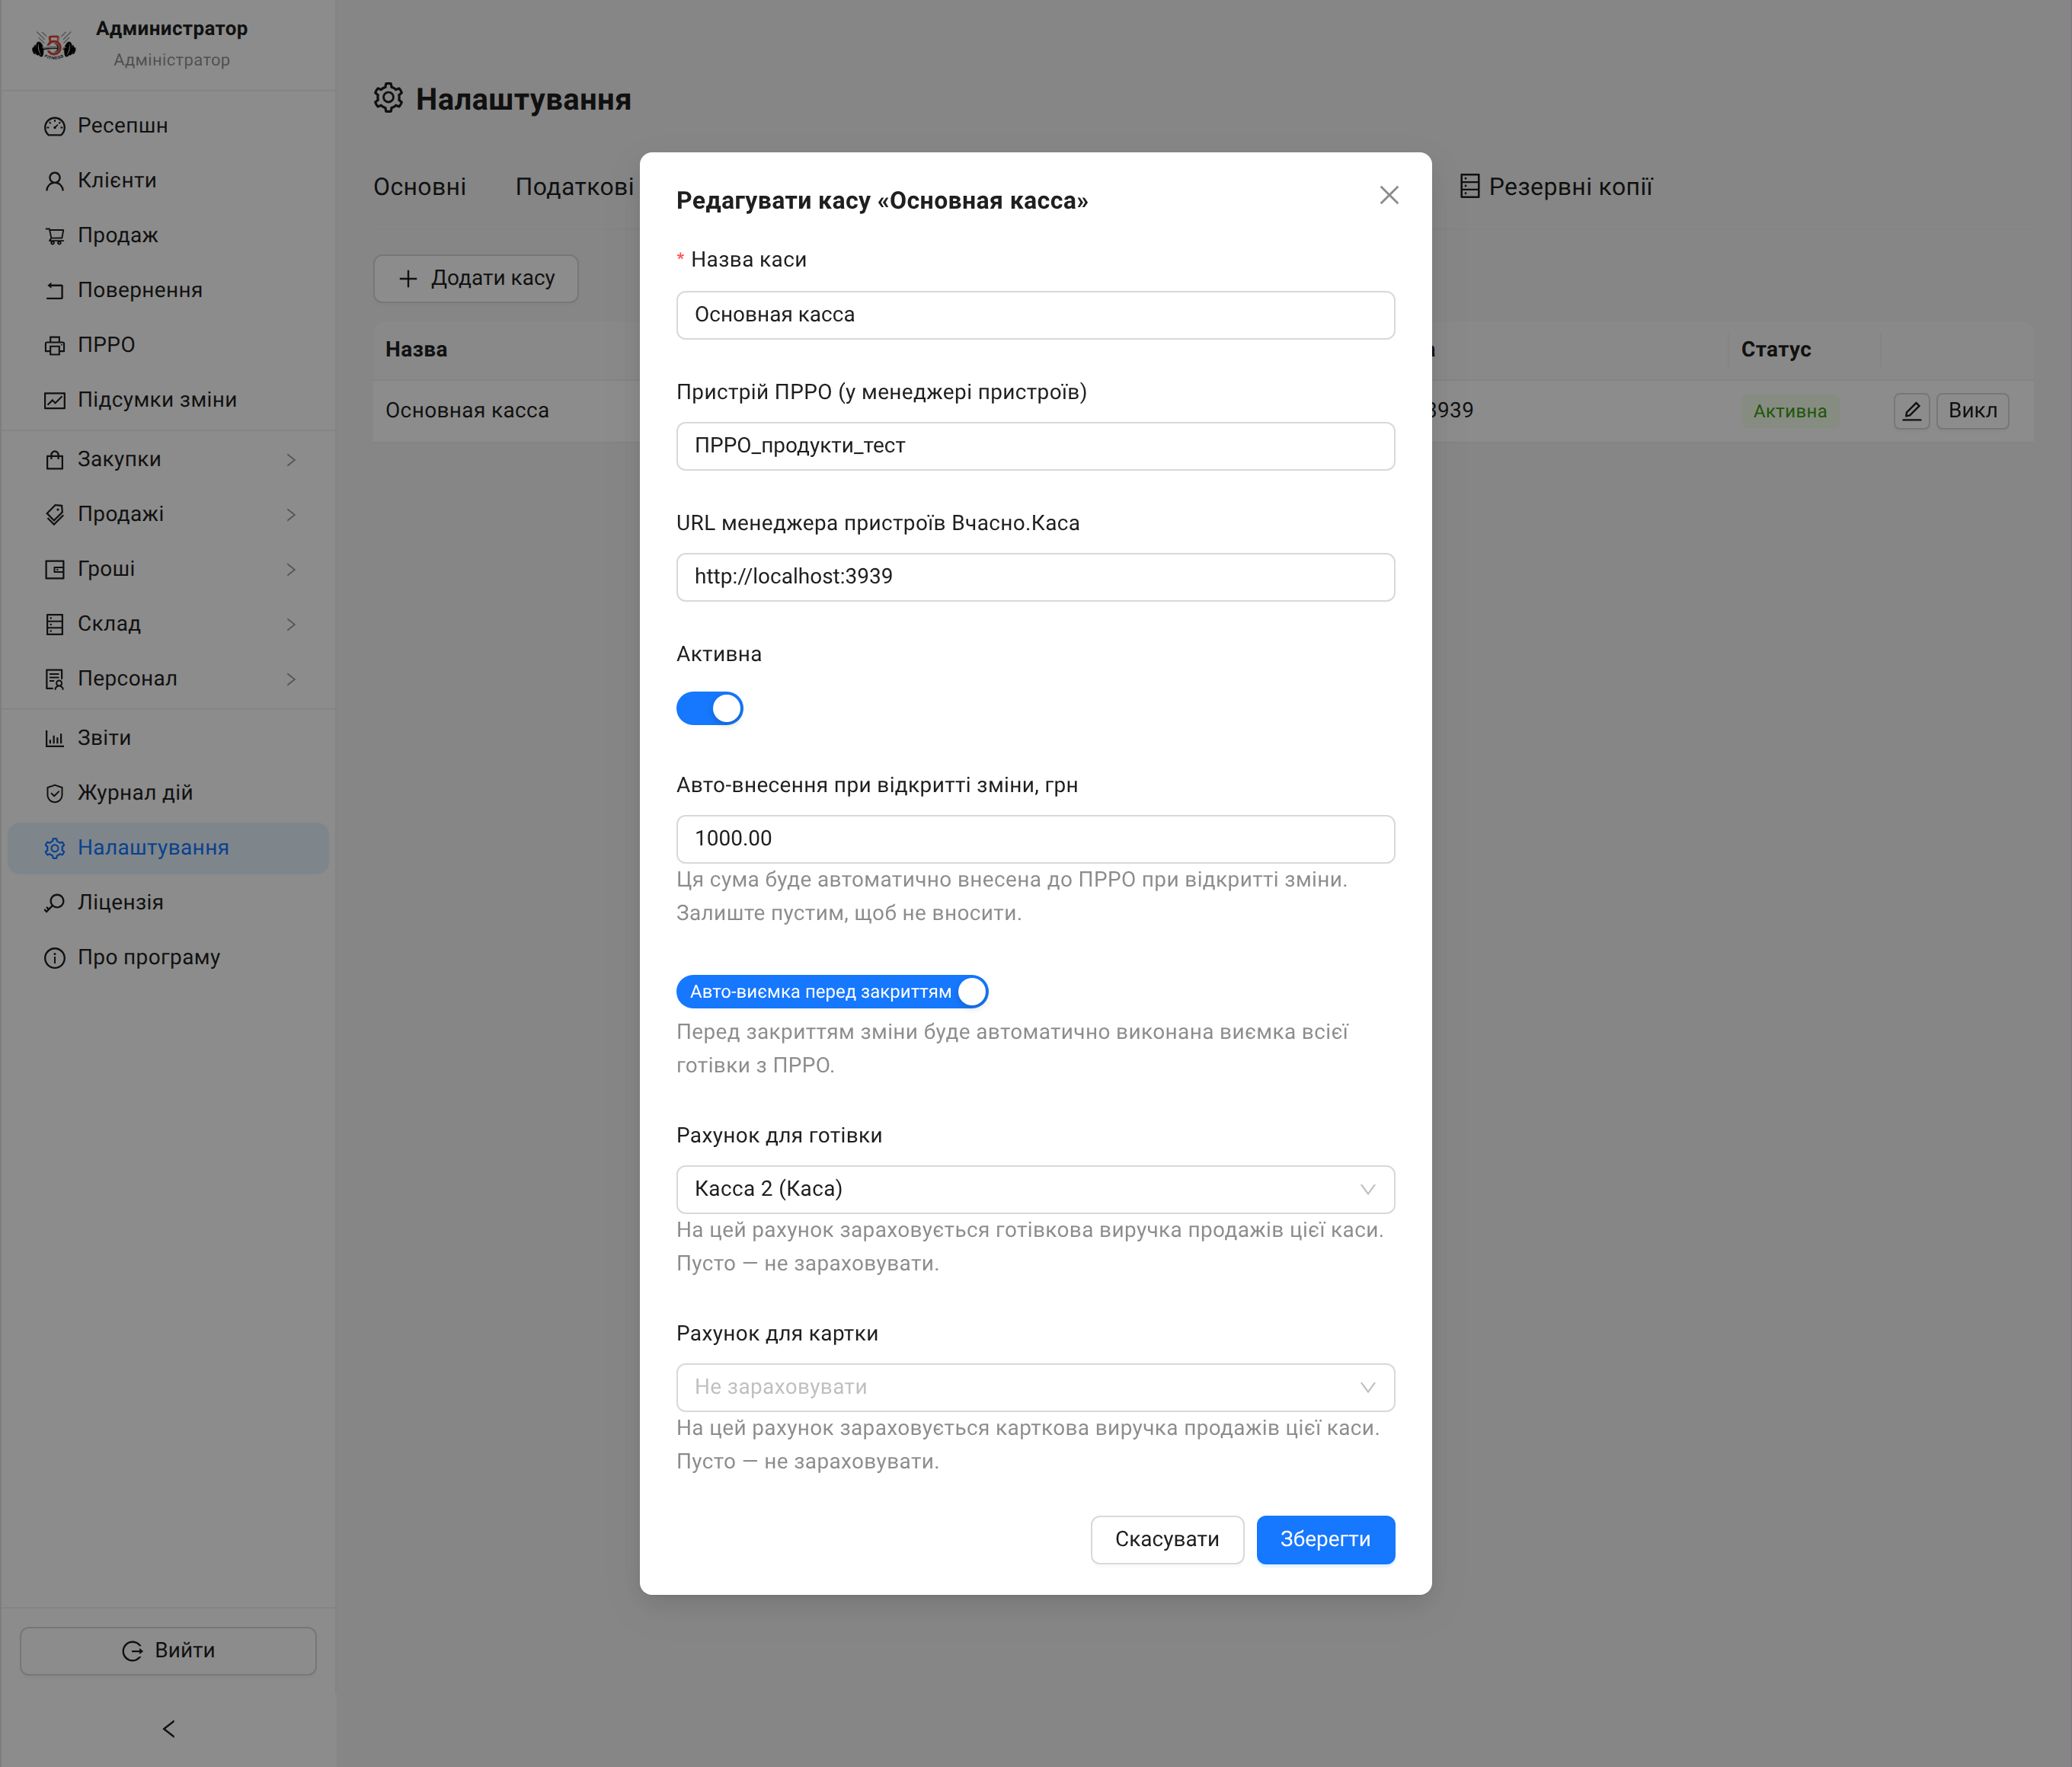 Администратор
Адміністратор
Ресепшн
Клієнти
Продаж
Повернення
ПРРО
Підсумки зміни
Закупки
Продажі
Гроші
Склад
Персонал
Звіти
Журнал дій
Налаштування
Ліцензія
Про програму
Вийти
Налаштування
Основні Податкові Резервні копії
Додати касу
Назва Статус
Основная касса 3939 Активна Викл
Редагувати касу «Основная касса»
* Назва каси
Основная касса
Пристрій ПРРО (у менеджері пристроїв)
ПРРО_продукти_тест
URL менеджера пристроїв Вчасно.Каса
http://localhost:3939
Активна
Авто-внесення при відкритті зміни, грн
1000.00
Ця сума буде автоматично внесена до ПРРО при відкритті зміни.
Залиште пустим, щоб не вносити.
Авто-виємка перед закриттям
Перед закриттям зміни буде автоматично виконана виємка всієї
готівки з ПРРО.
Рахунок для готівки
Касса 2 (Каса)
На цей рахунок зараховується готівкова виручка продажів цієї каси.
Пусто — не зараховувати.
Рахунок для картки
Не зараховувати
На цей рахунок зараховується карткова виручка продажів цієї каси.
Пусто — не зараховувати.
Скасувати Зберегти